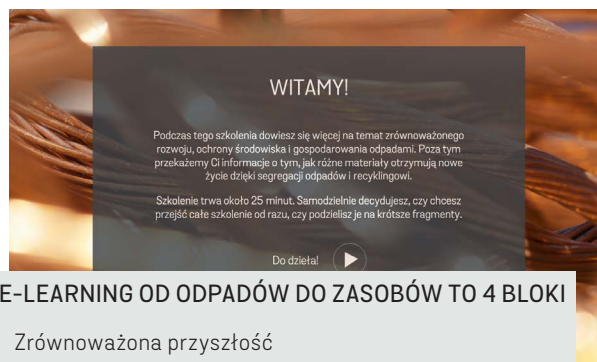 WITAMY!
Podczas tego szkolenia dowiesz się więcej na temat zrównoważonego
rozwoju, ochrony środowiska i gospodarowania odpadami. Poza tym
przekażemy Ci informacje o tym, jak różne materiały otrzymują nowe
życie dzięki segregacji odpadów i recyklingowi.
Szkolenie trwa około 25 minut. Samodzielnie decydujesz, czy chcesz
przejść całe szkolenie od razu, czy podzielisz je na krótsze fragmenty.
Do dzieła!
E-LEARNING OD ODPADÓW DO ZASOBÓW TO 4 BLOKI
Zrównoważona przyszłość